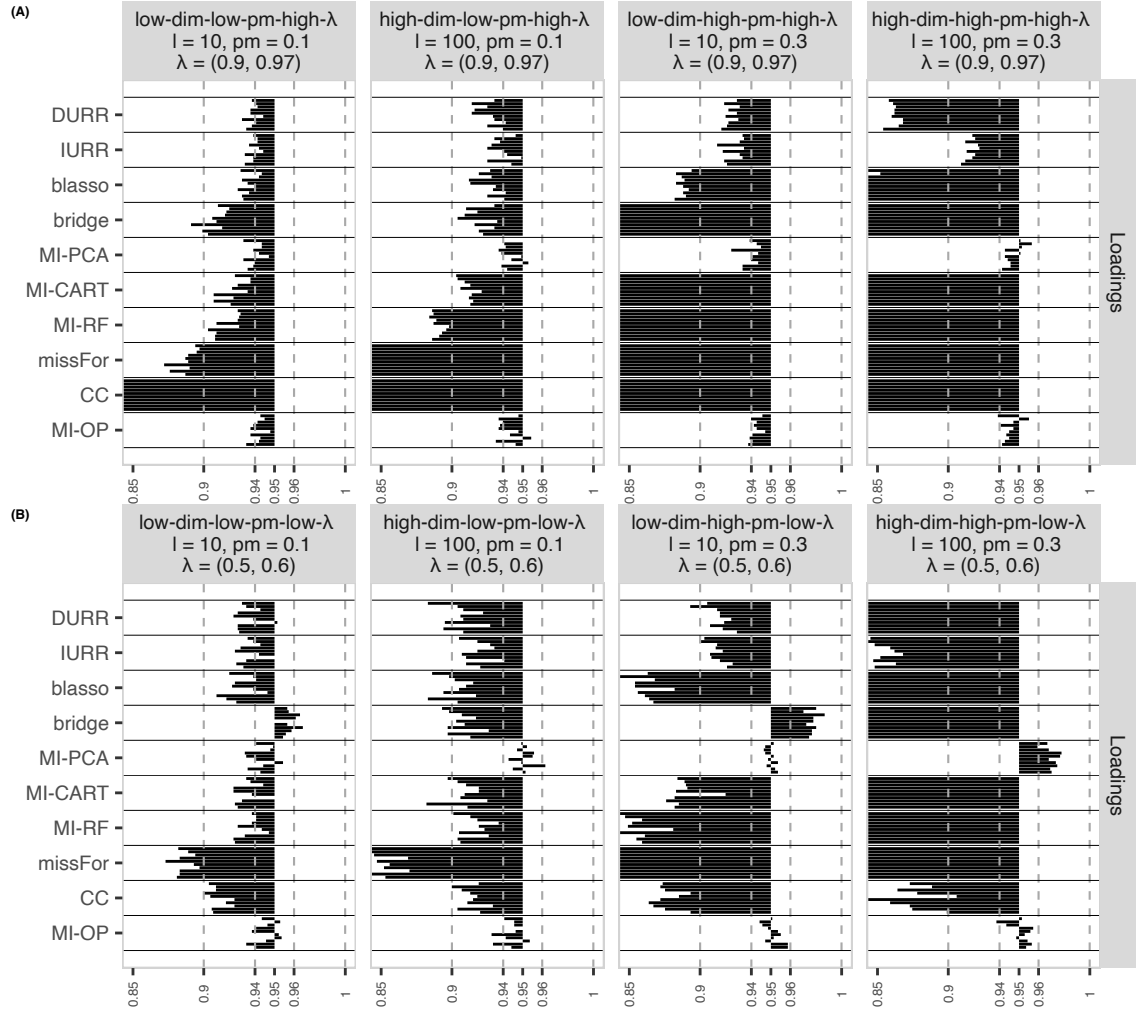 (A)
low-dim-low-pm-high-λ
l = 10, pm = 0.1
λ = (0.9, 0.97)
high-dim-low-pm-high-λ
l = 100, pm = 0.1
λ = (0.9, 0.97)
low-dim-high-pm-high-λ
l = 10, pm = 0.3
λ = (0.9, 0.97)
high-dim-high-pm-high-λ
l = 100, pm = 0.3
λ = (0.9, 0.97)
DURR
IURR
blasso
bridge
MI-PCA
MI-CART
MI-RF
missFor
CC
MI-OP
Loadings
0.85 0.9 0.94 0.95 0.96 1
0.85 0.9 0.94 0.95 0.96 1
0.85 0.9 0.94 0.95 0.96 1
0.85 0.9 0.94 0.95 0.96 1
(B)
low-dim-low-pm-low-λ
l = 10, pm = 0.1
λ = (0.5, 0.6)
high-dim-low-pm-low-λ
l = 100, pm = 0.1
λ = (0.5, 0.6)
low-dim-high-pm-low-λ
l = 10, pm = 0.3
λ = (0.5, 0.6)
high-dim-high-pm-low-λ
l = 100, pm = 0.3
λ = (0.5, 0.6)
DURR
IURR
blasso
bridge
MI-PCA
MI-CART
MI-RF
missFor
CC
MI-OP
Loadings
0.85 0.9 0.94 0.95 0.96 1
0.85 0.9 0.94 0.95 0.96 1
0.85 0.9 0.94 0.95 0.96 1
0.85 0.9 0.94 0.95 0.96 1